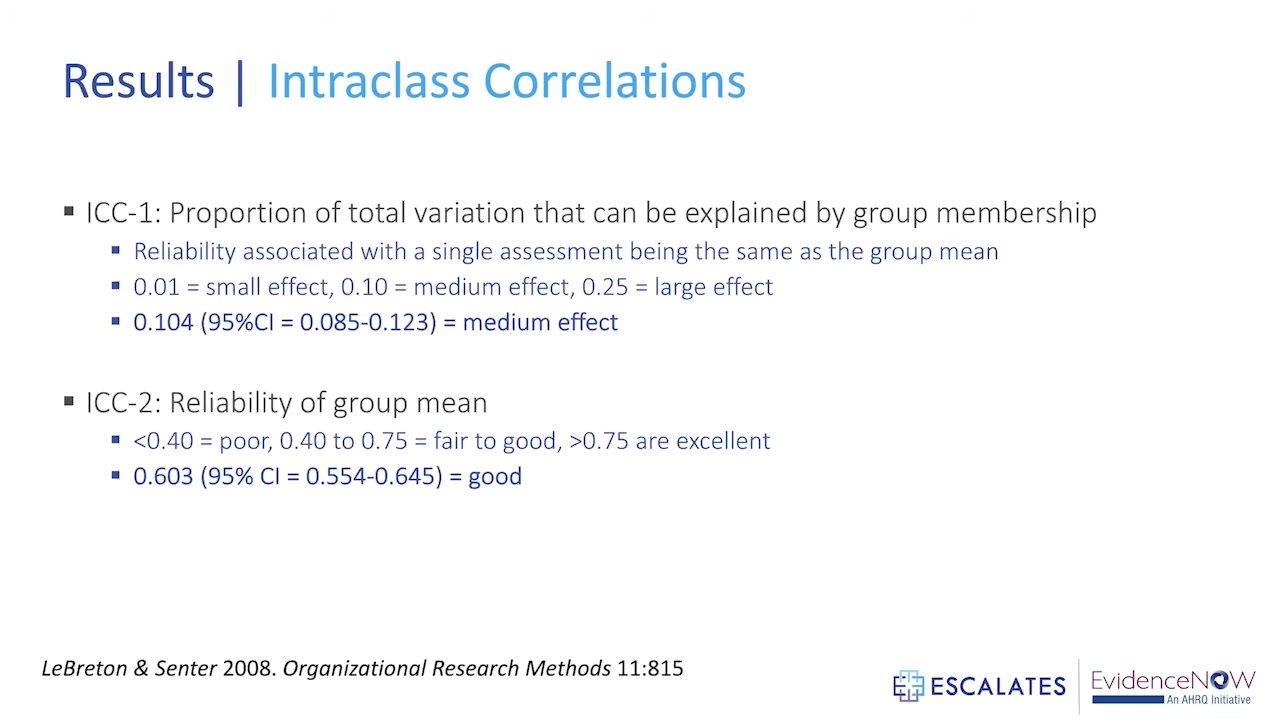 Results | Intraclass Correlations
▪ ICC-1: Proportion of total variation that can be explained by group membership
▪ Reliability associated with a single assessment being the same as the group mean
▪ 0.01 = small effect, 0.10 = medium effect, 0.25 = large effect
▪ 0.104 (95%CI = 0.085-0.123) = medium effect
▪ ICC-2: Reliability of group mean
▪ <0.40 = poor, 0.40 to 0.75 = fair to good, >0.75 are excellent
▪ 0.603 (95% CI = 0.554-0.645) = good
LeBreton & Senter 2008. Organizational Research Methods 11:815
ESCALATES
EvidenceNOW
An AHRQ Initiative